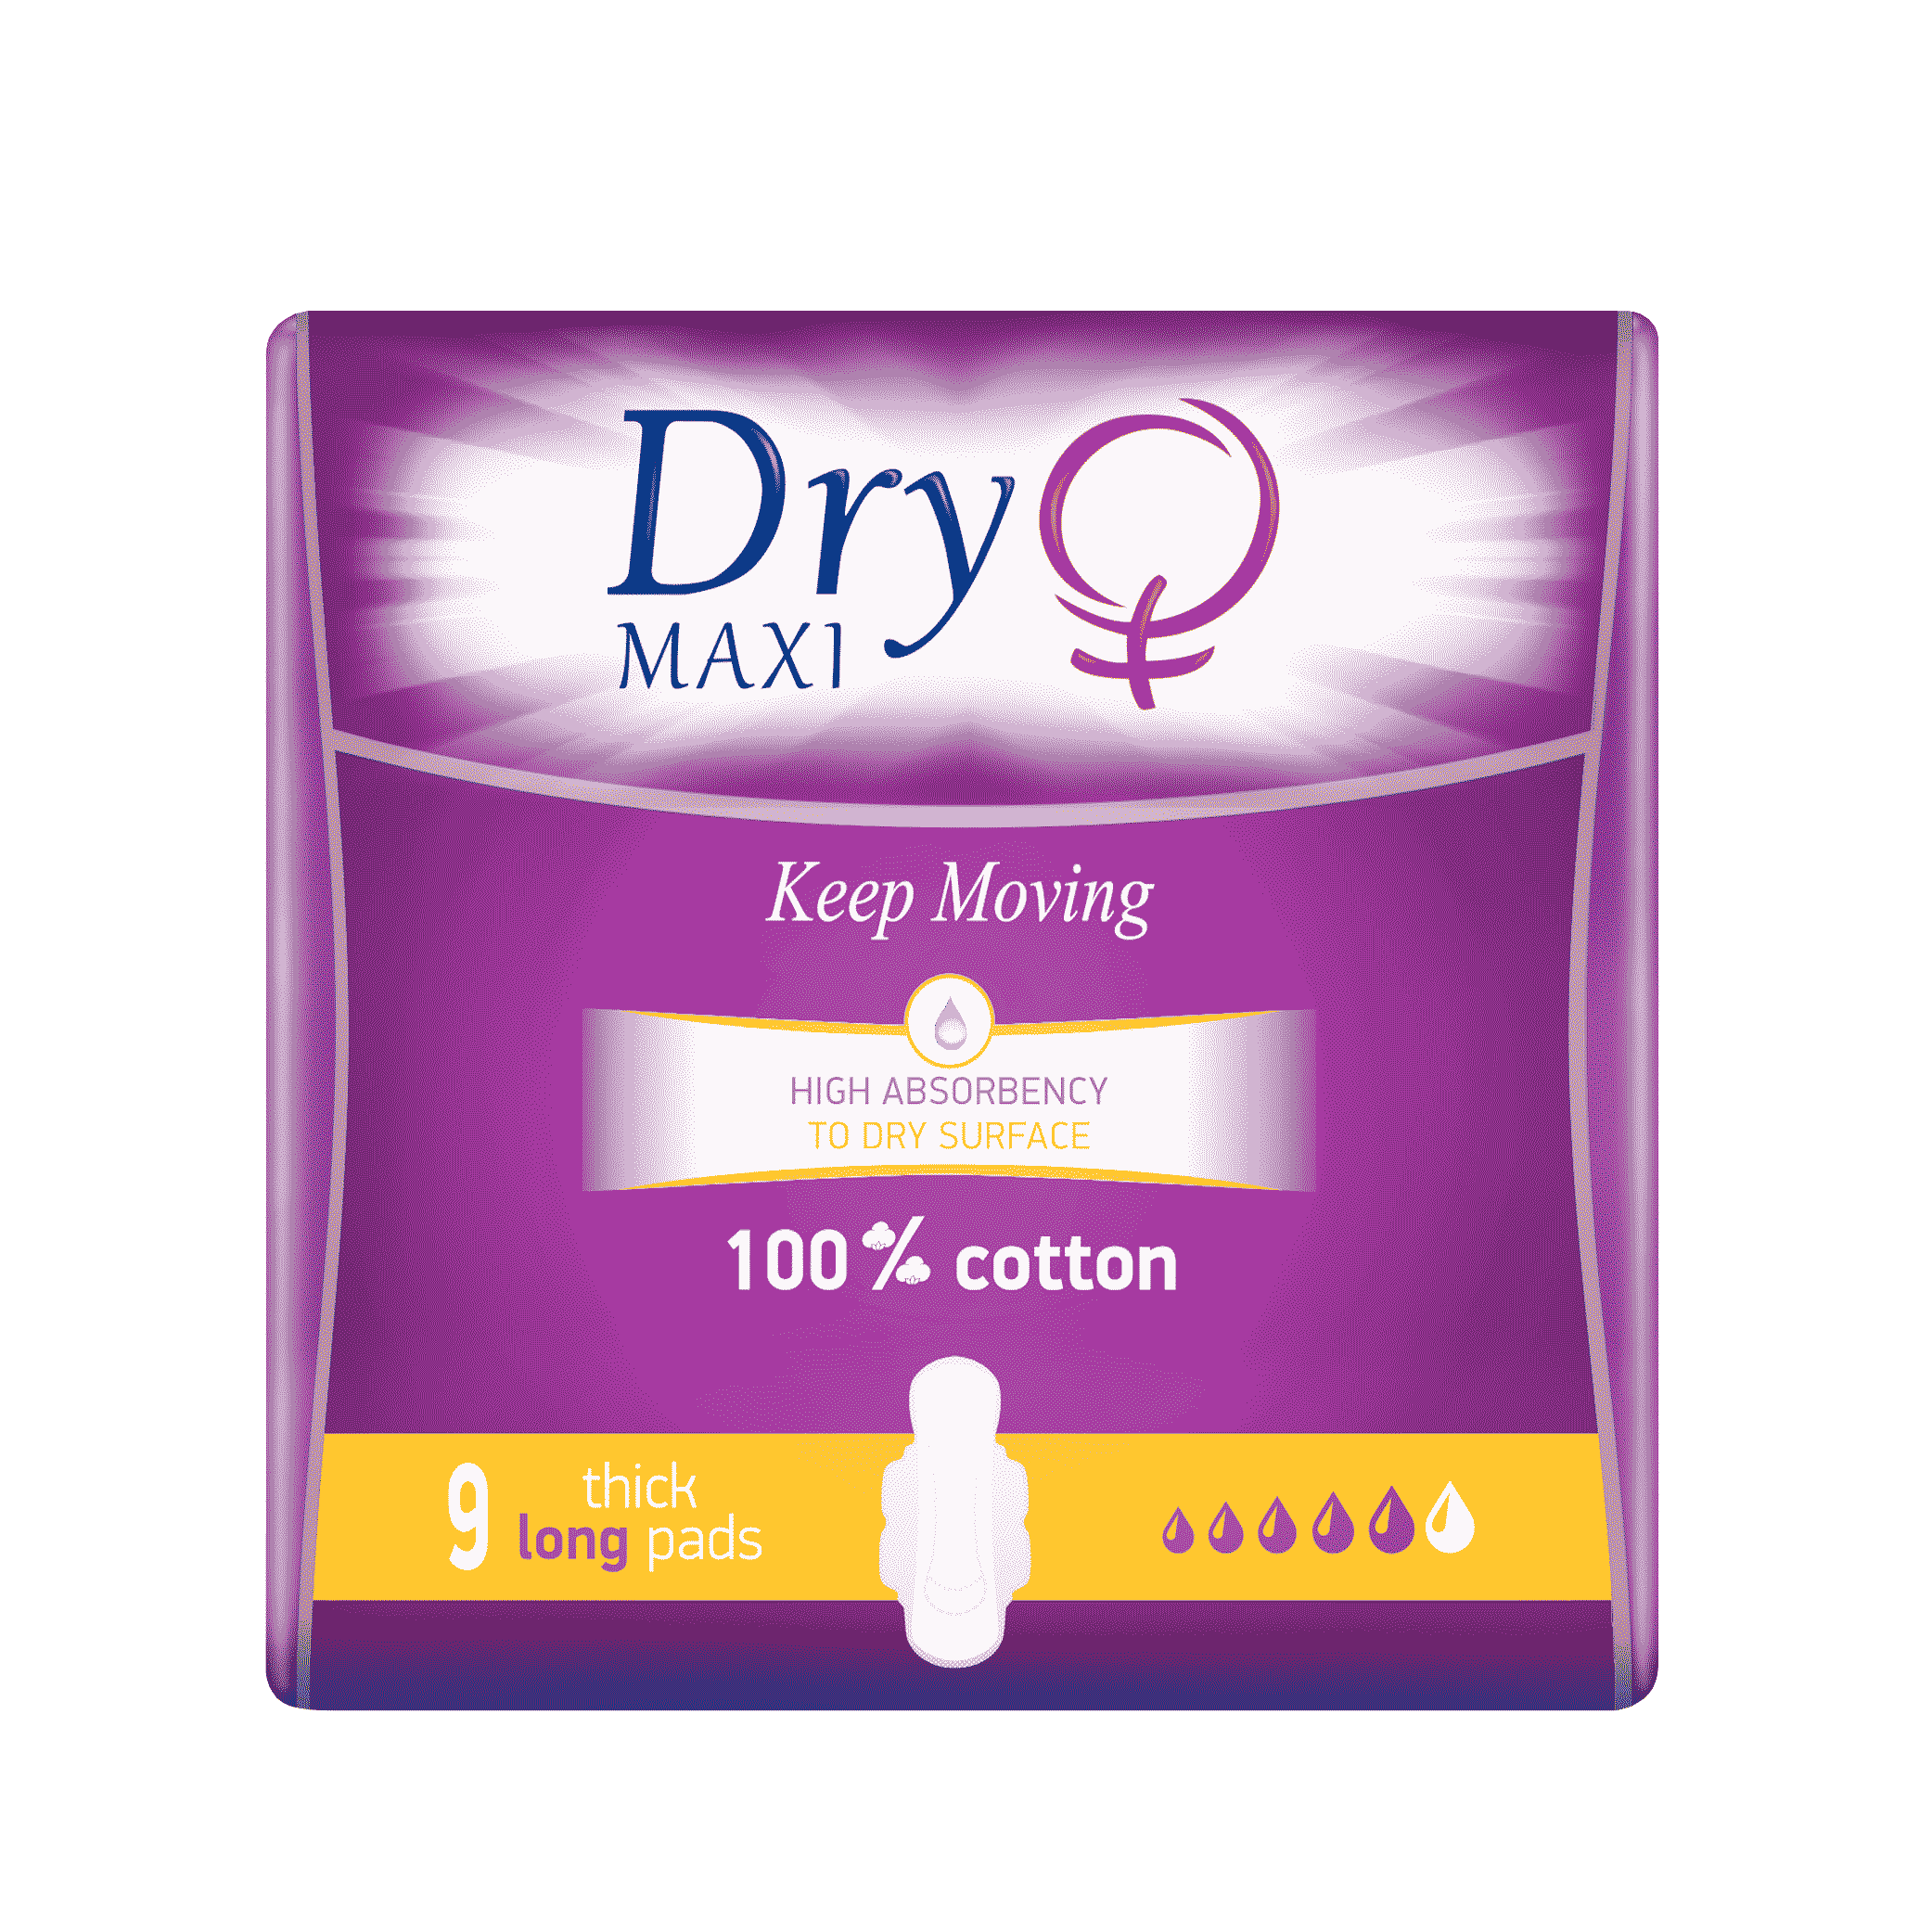 Dry
MAXI
Keep Moving
HIGH ABSORBENCY
TO DRY SURFACE
100% cotton
9 thick
long pads